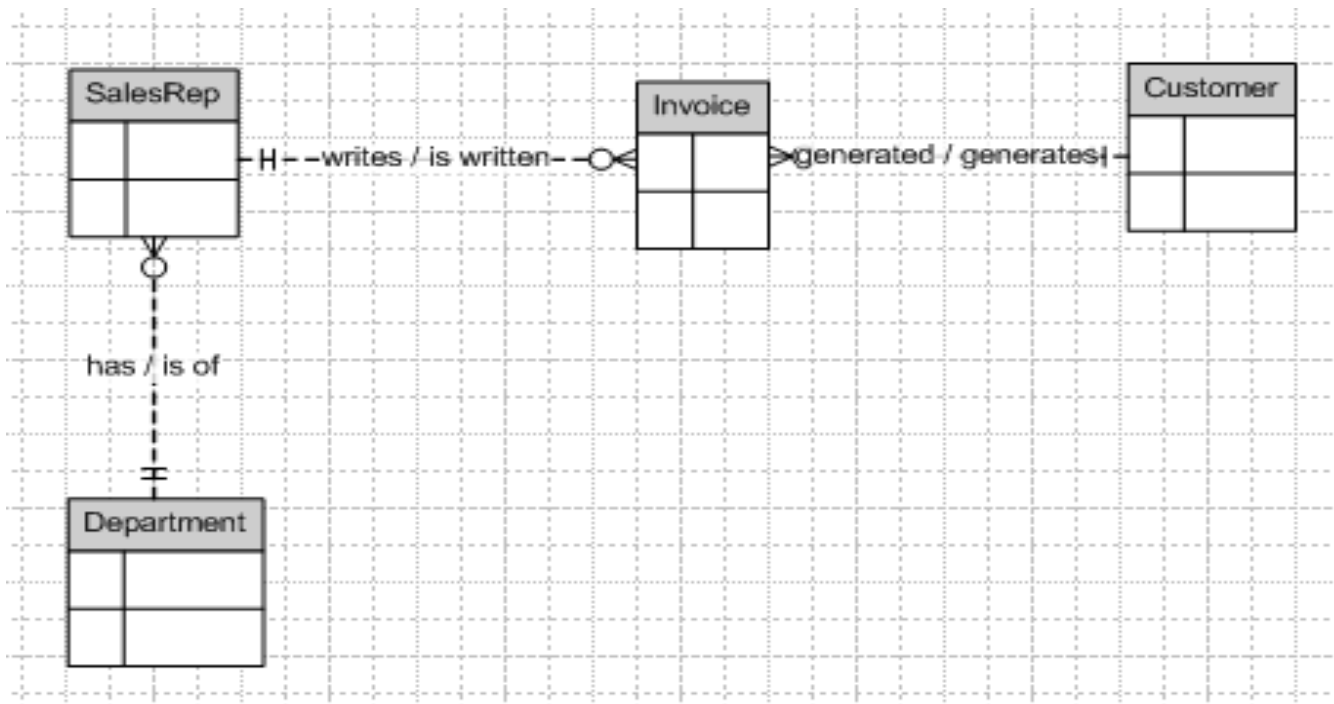 SalesRep
Invoice
Customer
writes / is written
generated / generates
has / is of
Department